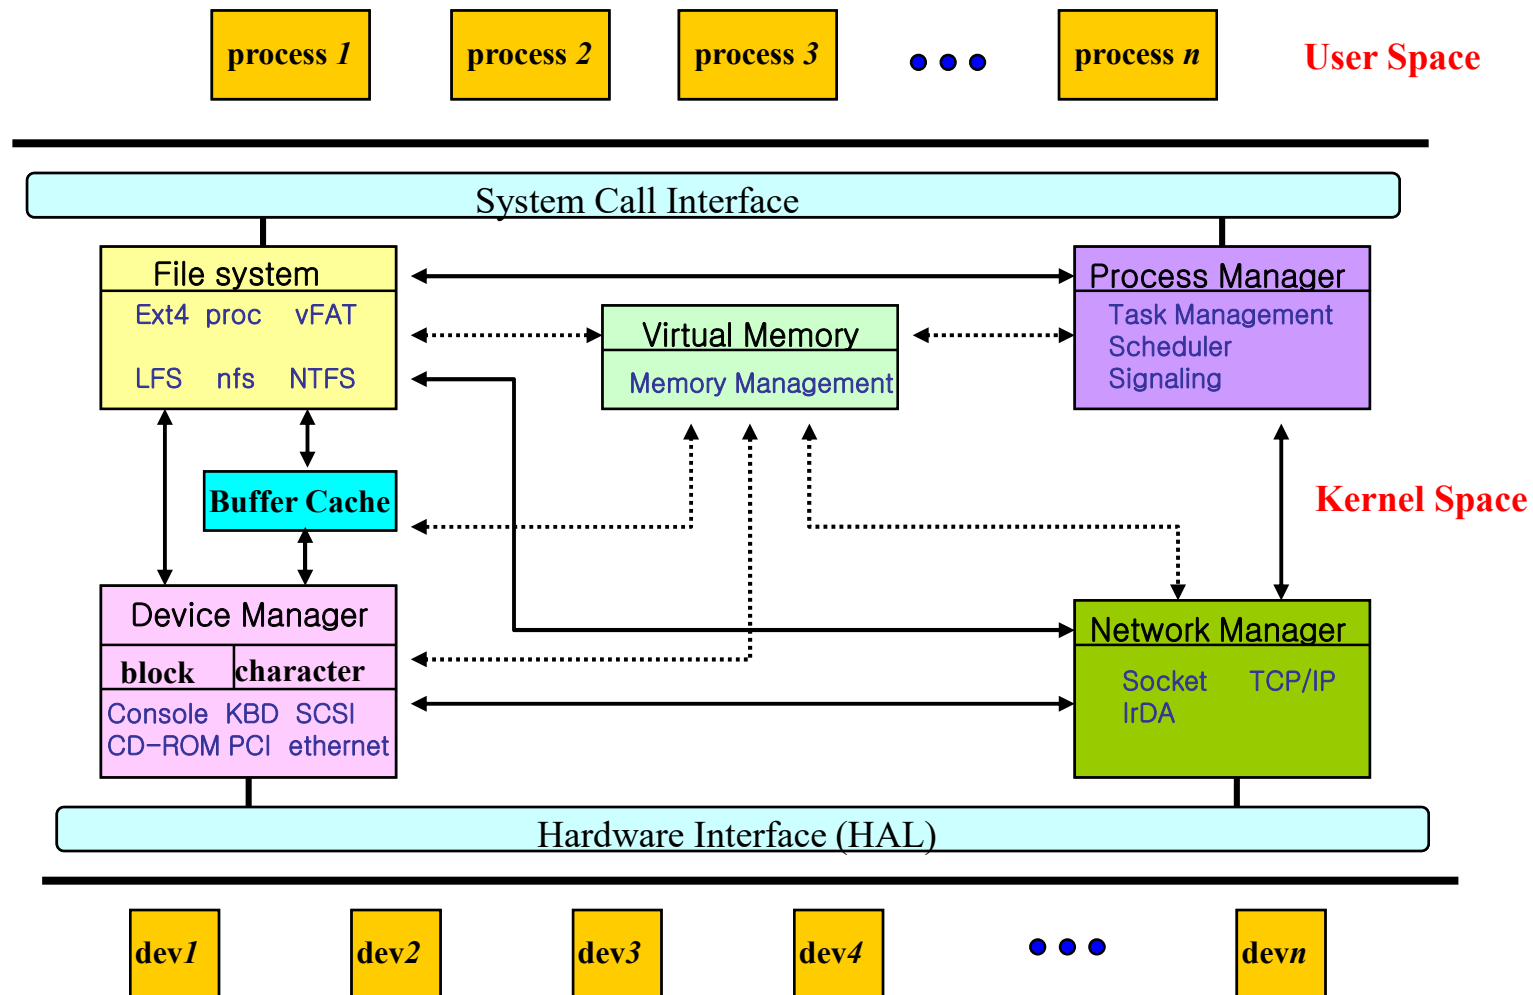 process 1 process 2 process 3 process n User Space
System Call Interface
File system
Ext4 proc vFAT
LFS nfs NTFS
Virtual Memory
Memory Management
Process Manager
Task Management
Scheduler
Signaling
Buffer Cache
Kernel Space
Device Manager
block character
Console KBD SCSI
CD-ROM PCI ethernet
Network Manager
Socket TCP/IP
IrDA
Hardware Interface (HAL)
dev1 dev2 dev3 dev4 devn